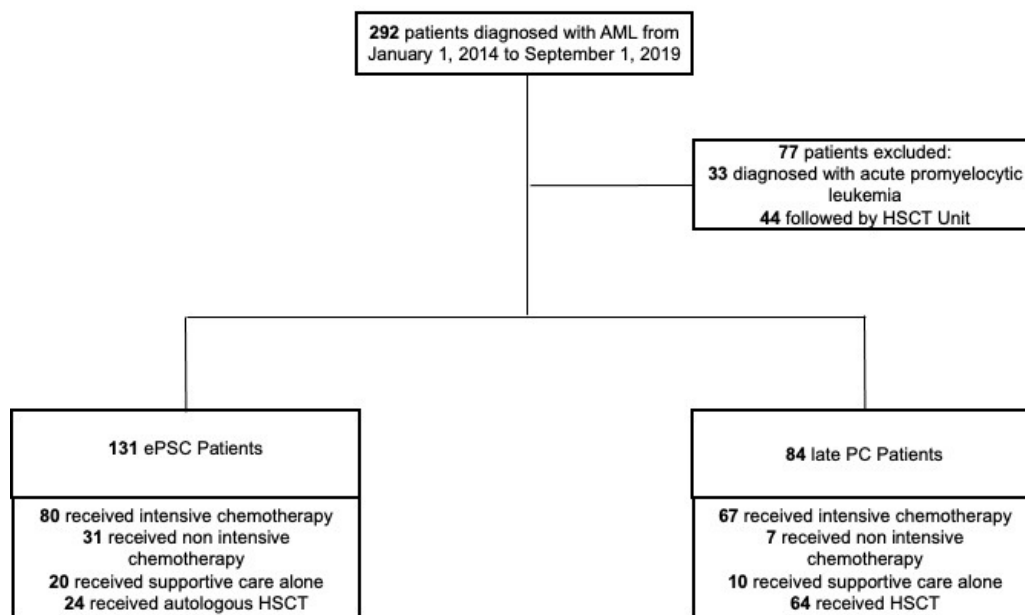 292 patients diagnosed with AML from
January 1, 2014 to September 1, 2019
77 patients excluded:
33 diagnosed with acute promyelocytic
leukemia
44 followed by HSCT Unit
131 ePSC Patients
80 received intensive chemotherapy
31 received non intensive
chemotherapy
20 received supportive care alone
24 received autologous HSCT
84 late PC Patients
67 received intensive chemotherapy
7 received non intensive
chemotherapy
10 received supportive care alone
64 received HSCT